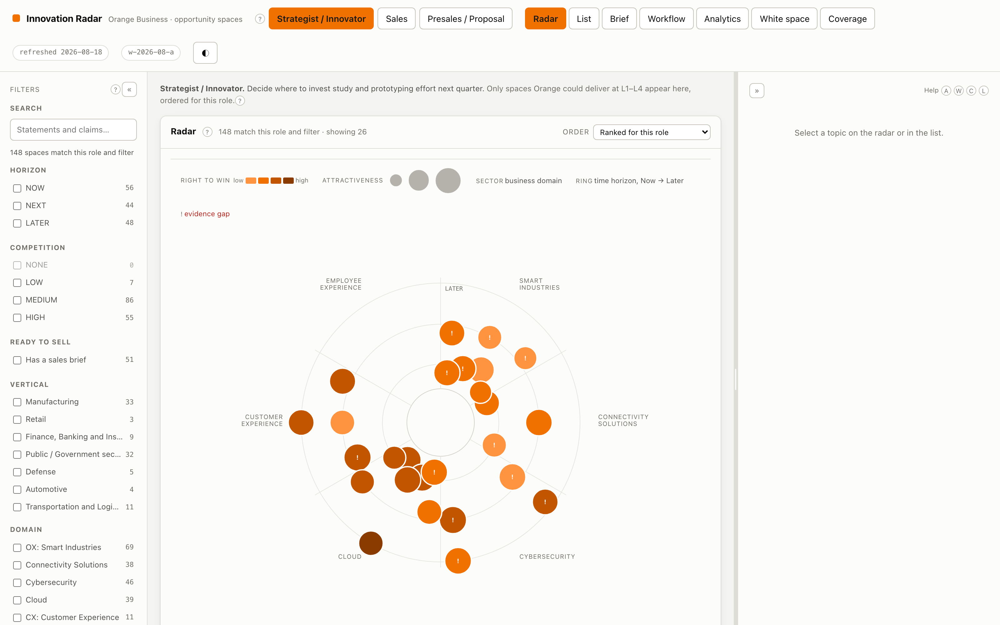 Innovation Radar Orange Business · opportunity spaces ? Strategist / Innovator Sales Presales / Proposal Radar List Brief Workflow Analytics White space Coverage
refreshed 2026-08-18 w-2026-08-a
FILTERS ? «
SEARCH
Statements and claims...
148 spaces match this role and filter
HORIZON
NOW 56
NEXT 44
LATER 48
COMPETITION
NONE 0
LOW 7
MEDIUM 86
HIGH 55
READY TO SELL
Has a sales brief 51
VERTICAL
Manufacturing 33
Retail 3
Finance, Banking and Ins... 9
Public / Government sec... 32
Defense 5
Automotive 4
Transportation and Logi... 11
DOMAIN
OX: Smart Industries 69
Connectivity Solutions 38
Cybersecurity 46
Cloud 39
CX: Customer Experience 11
Strategist / Innovator. Decide where to invest study and prototyping effort next quarter. Only spaces Orange could deliver at L1–L4 appear here,
ordered for this role. ?
Radar ? 148 match this role and filter · showing 26 ORDER Ranked for this role
RIGHT TO WIN low high ATTRACTIVENESS SECTOR business domain RING time horizon, Now → Later
! evidence gap
EMPLOYEE
EXPERIENCE
LATER
SMART
INDUSTRIES
! ! !
! !
CUSTOMER
EXPERIENCE
CONNECTIVITY
SOLUTIONS
! !
! !
! !
CLOUD
!
CYBERSECURITY
» Help A W C L
Select a topic on the radar or in the list.